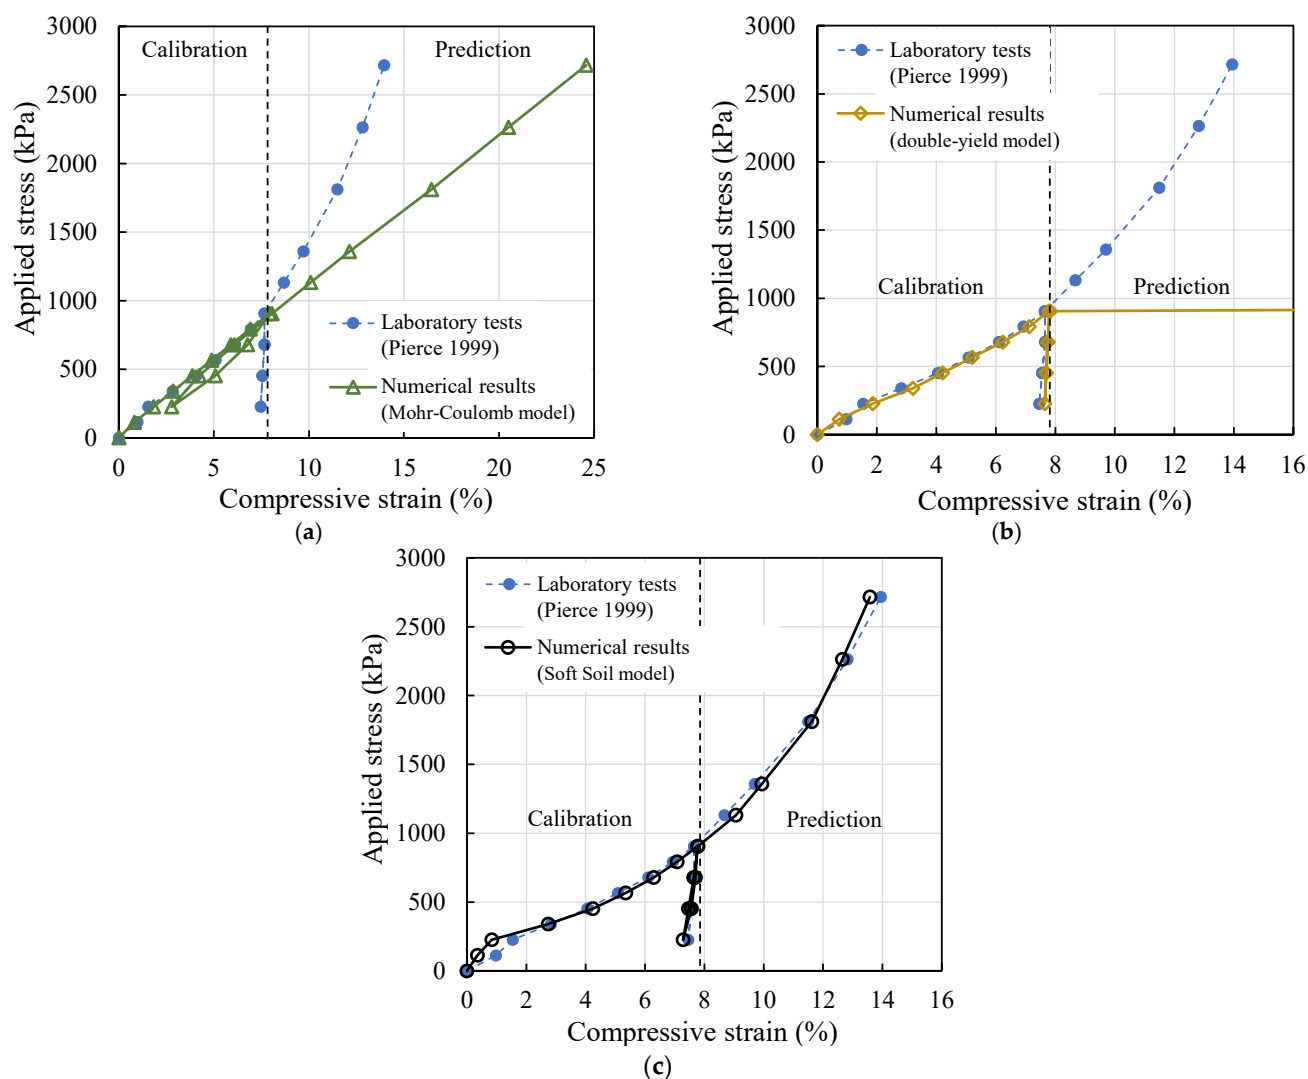 3000
2500
2000
1500
1000
500
0
Applied stress (kPa)
Calibration
Prediction
Laboratory tests
(Pierce 1999)
Numerical results
(Mohr-Coulomb model)
0 5 10 15 20 25
Compressive strain (%)
(a)
3000
2500
2000
1500
1000
500
0
Applied stress (kPa)
Laboratory tests
(Pierce 1999)
Numerical results
(double-yield model)
Calibration
Prediction
0 2 4 6 8 10 12 14 16
Compressive strain (%)
(b)
3000
2500
2000
1500
1000
500
0
Applied stress (kPa)
Laboratory tests
(Pierce 1999)
Numerical results
(Soft Soil model)
Calibration
Prediction
0 2 4 6 8 10 12 14 16
Compressive strain (%)
(c)